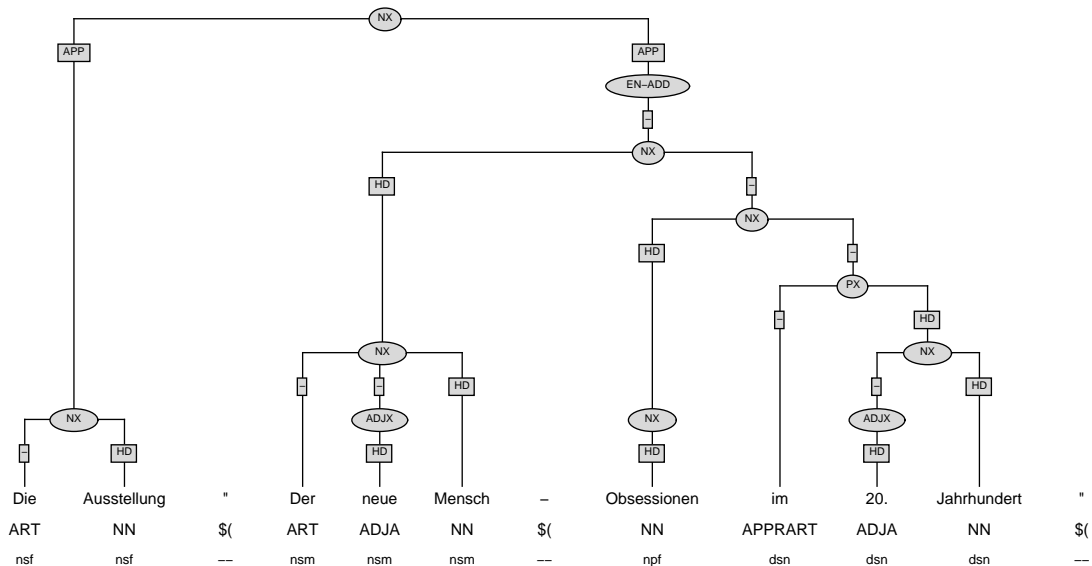 NX
APP APP
EN–ADD
–
NX
HD –
NX
HD –
PX
– HD
NX NX
– – HD – HD
NX ADJX NX ADJX
– HD HD HD HD
Die Ausstellung " Der neue Mensch – Obsessionen im 20. Jahrhundert "
ART NN $( ART ADJA NN $( NN APPRART ADJA NN $(
nsf nsf –– nsm nsm nsm –– npf dsn dsn dsn ––